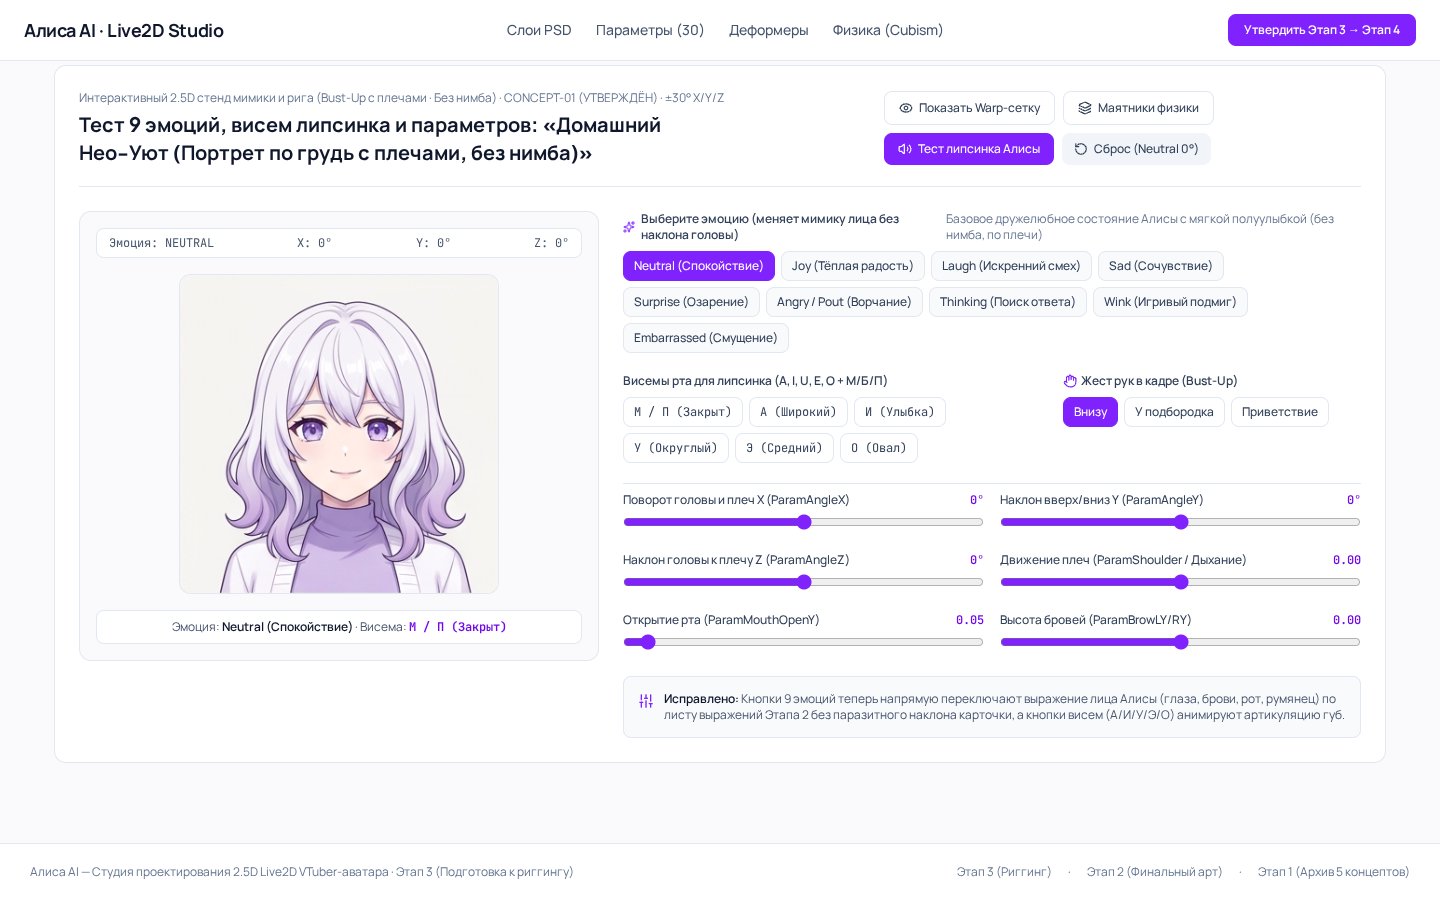 Алиса AI · Live2D Studio
Слои PSD
Параметры (30)
Деформеры
Физика (Cubism)
Утвердить Этап 3 → Этап 4
Интерактивный 2.5D стенд мимики и рига (Bust-Up с плечами · Без нимба) · CONCEPT-01 (УТВЕРЖДЁН) · ±30° X/Y/Z
Тест 9 эмоций, висем липсинка и параметров: «Домашний
Нео-Уют (Портрет по грудь с плечами, без нимба)»
Показать Warp-сетку
Маятники физики
Тест липсинка Алисы
Сброс (Neutral 0°)
Эмоция: NEUTRAL
X: 0°
Y: 0°
Z: 0°
Эмоция: Neutral (Спокойствие) · Висема: М / П (Закрыт)
Выберите эмоцию (меняет мимику лица без
наклона головы)
Базовое дружелюбное состояние Алисы с мягкой полуулыбкой (без
нимба, по плечи)
Neutral (Спокойствие)
Joy (Тёплая радость)
Laugh (Искренний смех)
Sad (Сочувствие)
Surprise (Озарение)
Angry / Pout (Ворчание)
Thinking (Поиск ответа)
Wink (Игривый подмиг)
Embarrassed (Смущение)
Виземы рта для липсинка (A, I, U, E, O + М/Б/П)
М / П (Закрыт)
А (Широкий)
И (Улыбка)
У (Округлый)
Э (Средний)
О (Овал)
Жест рук в кадре (Bust-Up)
Внизу
У подбородка
Приветствие
Поворот головы и плеч X (ParamAngleX)
0°
Наклон вверх/вниз Y (ParamAngleY)
0°
Наклон головы к плечу Z (ParamAngleZ)
0°
Движение плеч (ParamShoulder / Дыхание)
0.00
Открытие рта (ParamMouthOpenY)
0.05
Высота бровей (ParamBrowLY/RY)
0.00
Исправлено: Кнопки 9 эмоций теперь напрямую переключают выражение лица Алисы (глаза, брови, рот, румянец) по
листу выражений Этапа 2 без паразитного наклона карточки, а кнопки висем (А/И/У/Э/О) анимируют артикуляцию губ.
Алиса AI — Студия проектирования 2.5D Live2D VTuber-аватара · Этап 3 (Подготовка к риггингу)
Этап 3 (Риггинг) · Этап 2 (Финальный арт) · Этап 1 (Архив 5 концептов)